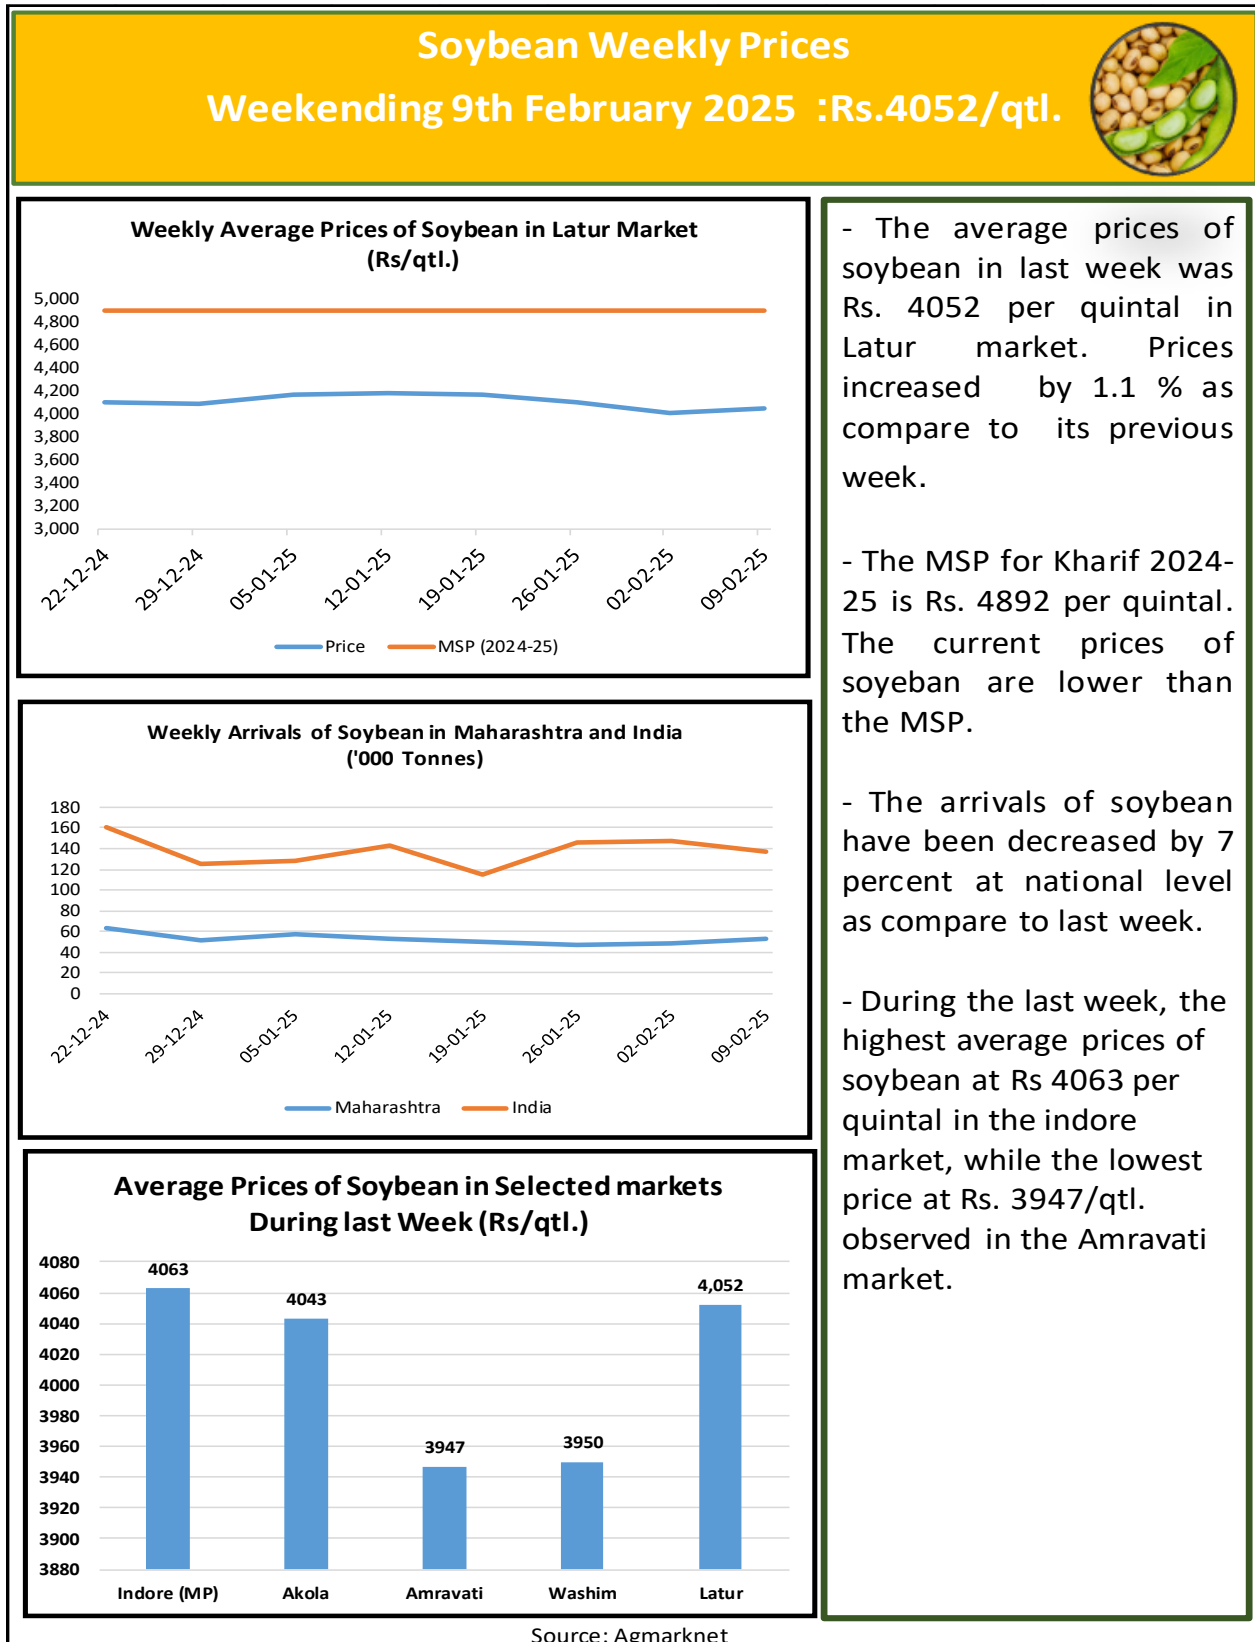 Soybean Weekly Prices
Weekending 9th February 2025 :Rs.4052/qtl.
Weekly Average Prices of Soybean in Latur Market
(Rs/qtl.)
5,000
4,800
4,600
4,400
4,200
4,000
3,800
3,600
3,400
3,200
3,000
22-12-24
29-12-24
05-01-25
12-01-25
19-01-25
26-01-25
02-02-25
09-02-25
Price
MSP (2024-25)
Weekly Arrivals of Soybean in Maharashtra and India
('000 Tonnes)
180
160
140
120
100
80
60
40
20
0
22-12-24
29-12-24
05-01-25
12-01-25
19-01-25
26-01-25
02-02-25
09-02-25
Maharashtra
India
Average Prices of Soybean in Selected markets
During last Week (Rs/qtl.)
4080
4060
4040
4020
4000
3980
3960
3940
3920
3900
3880
4063
4043
3947
3950
4,052
Indore (MP)
Akola
Amravati
Washim
Latur
- The average prices of
soybean in last week was
Rs. 4052 per quintal in
Latur market. Prices
increased by 1.1 % as
compare to its previous
week.
- The MSP for Kharif 2024-
25 is Rs. 4892 per quintal.
The current prices of
soyeban are lower than
the MSP.
- The arrivals of soybean
have been decreased by 7
percent at national level
as compare to last week.
- During the last week, the
highest average prices of
soybean at Rs 4063 per
quintal in the indore
market, while the lowest
price at Rs. 3947/qtl.
observed in the Amravati
market.
Source: Agmarknet